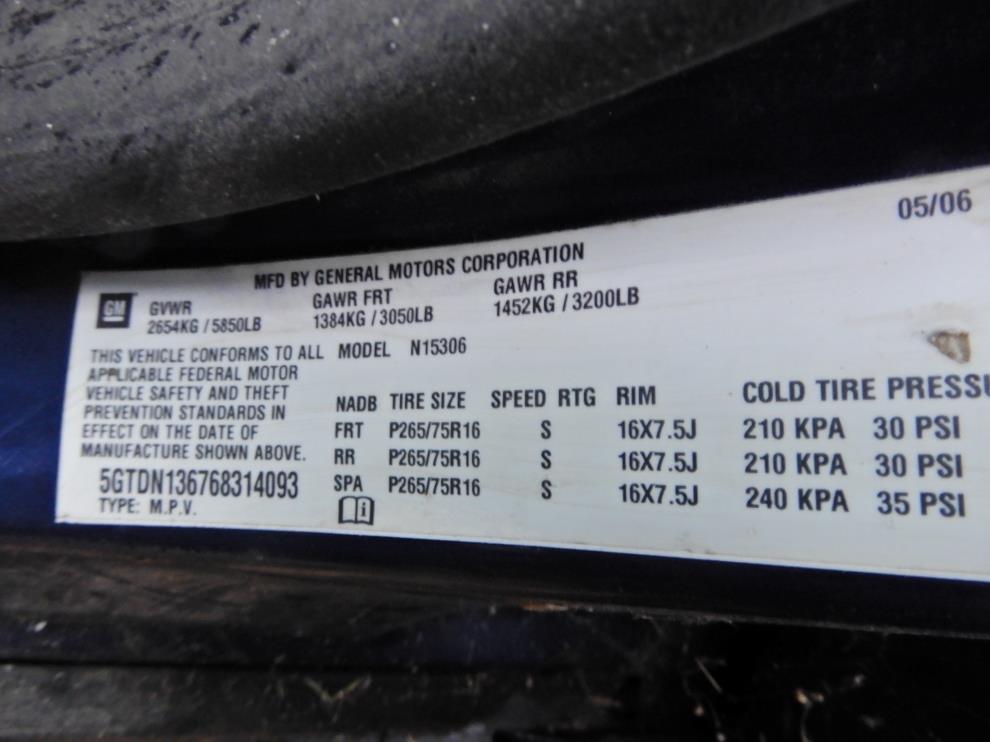 05/06
MFD BY GENERAL MOTORS CORPORATION
GM
GVWR GAWR FRT GAWR RR
2654KG / 5850LB 1384KG / 3050LB 1452KG / 3200LB
THIS VEHICLE CONFORMS TO ALL MODEL N15306
APPLICABLE FEDERAL MOTOR
VEHICLE SAFETY AND THEFT
PREVENTION STANDARDS IN
EFFECT ON THE DATE OF
MANUFACTURE SHOWN ABOVE.
5GTDN136768314093
TYPE: M.P.V.
NADB TIRE SIZE SPEED RTG RIM COLD TIRE PRESSU
FRT P265/75R16 S 16X7.5J 210 KPA 30 PSI
RR P265/75R16 S 16X7.5J 210 KPA 30 PSI
SPA P265/75R16 S 16X7.5J 240 KPA 35 PSI
i